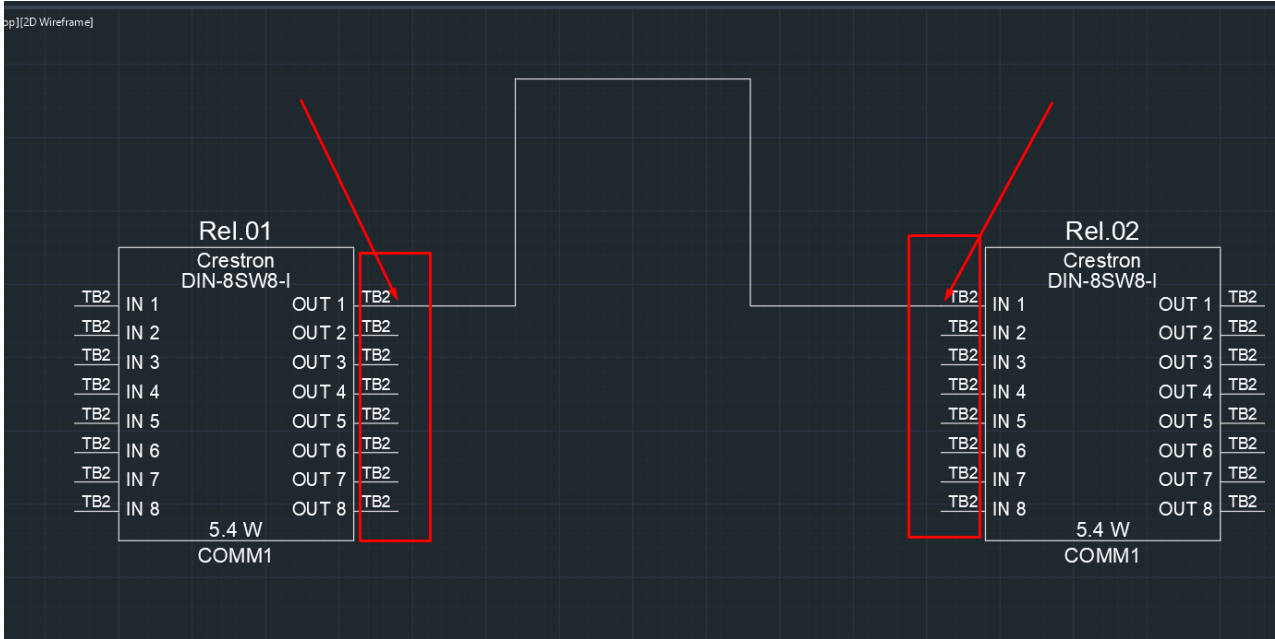 op][2D Wireframe]
Rel.01
Crestron
DIN-8SW8-I
TB2 IN 1 OUT 1 TB2
TB2 IN 2 OUT 2 TB2
TB2 IN 3 OUT 3 TB2
TB2 IN 4 OUT 4 TB2
TB2 IN 5 OUT 5 TB2
TB2 IN 6 OUT 6 TB2
TB2 IN 7 OUT 7 TB2
TB2 IN 8 OUT 8 TB2
5.4 W
COMM1
Rel.02
Crestron
DIN-8SW8-I
TB2 IN 1 OUT 1 TB2
TB2 IN 2 OUT 2 TB2
TB2 IN 3 OUT 3 TB2
TB2 IN 4 OUT 4 TB2
TB2 IN 5 OUT 5 TB2
TB2 IN 6 OUT 6 TB2
TB2 IN 7 OUT 7 TB2
TB2 IN 8 OUT 8 TB2
5.4 W
COMM1